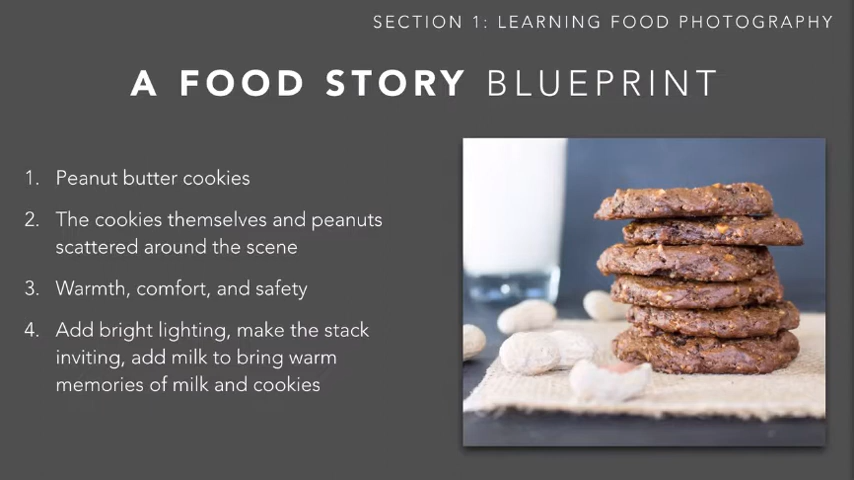 SECTION 1: LEARNING FOOD PHOTOGRAPHY
A FOOD STORY BLUEPRINT
1. Peanut butter cookies
2. The cookies themselves and peanuts
scattered around the scene
3. Warmth, comfort, and safety
4. Add bright lighting, make the stack
inviting, add milk to bring warm
memories of milk and cookies